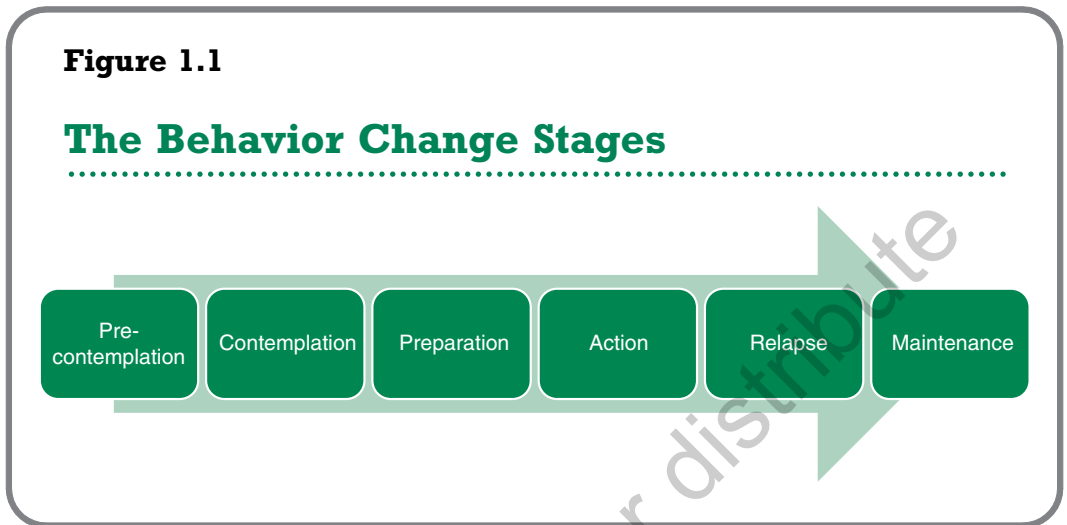 Figure 1.1
The Behavior Change Stages
Pre-
contemplation
Contemplation
Preparation
Action
Relapse
Maintenance
r distribute